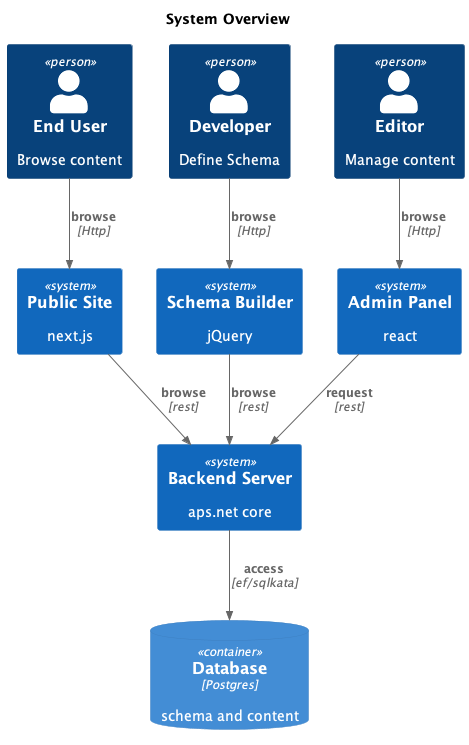 System Overview
«person»
End User
Browse content
«person»
Developer
Define Schema
«person»
Editor
Manage content
browse
[Http]
browse
[Http]
browse
[Http]
«system»
Public Site
next.js
«system»
Schema Builder
jQuery
«system»
Admin Panel
react
browse
[rest]
browse
[rest]
request
[rest]
«system»
Backend Server
aps.net core
access
[ef/sqlkata]
«container»
Database
[Postgres]
schema and content